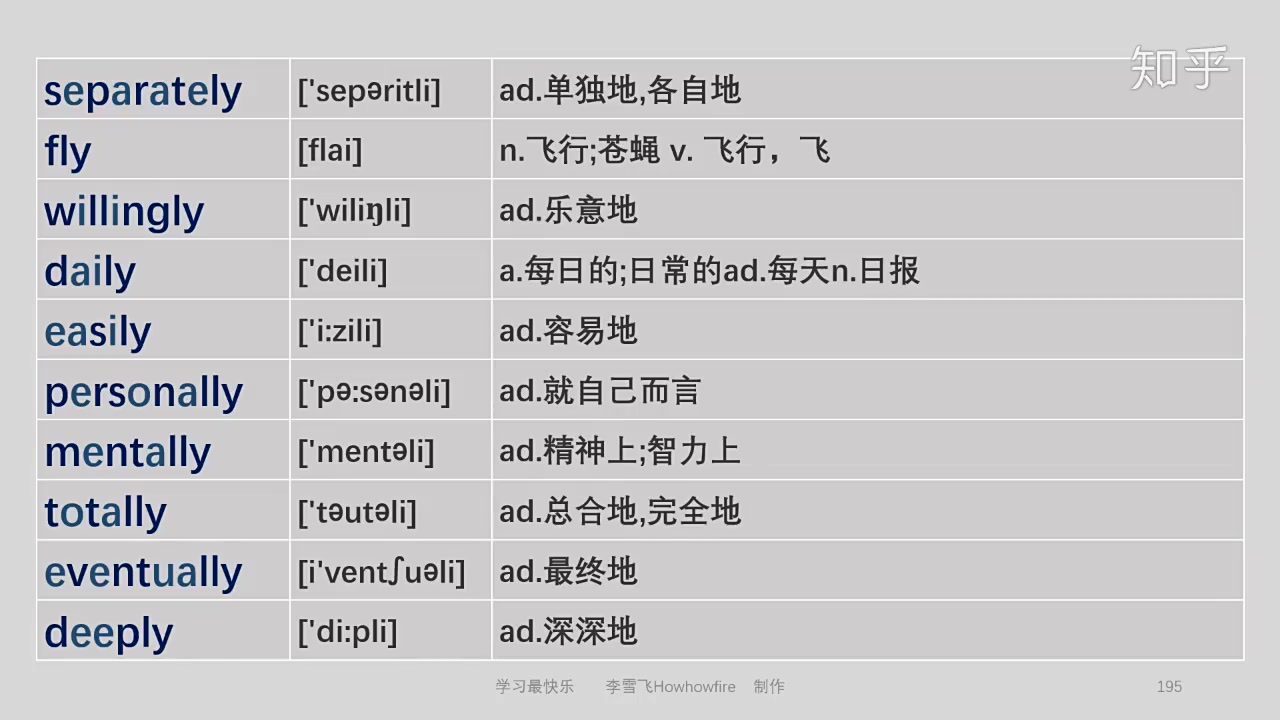 知乎
separately ['sepəritli] ad.单独地,各自地
fly [flai] n.飞行;苍蝇 v. 飞行，飞
willingly ['wiliŋli] ad.乐意地
daily ['deili] a.每日的;日常的ad.每天n.日报
easily ['i:zili] ad.容易地
personally ['pə:sənəli] ad.就自己而言
mentally ['mentəli] ad.精神上;智力上
totally ['təutəli] ad.总合地,完全地
eventually [i'ventʃuəli] ad.最终地
deeply ['di:pli] ad.深深地
学习最快乐 李雪飞Howhowfire 制作 195